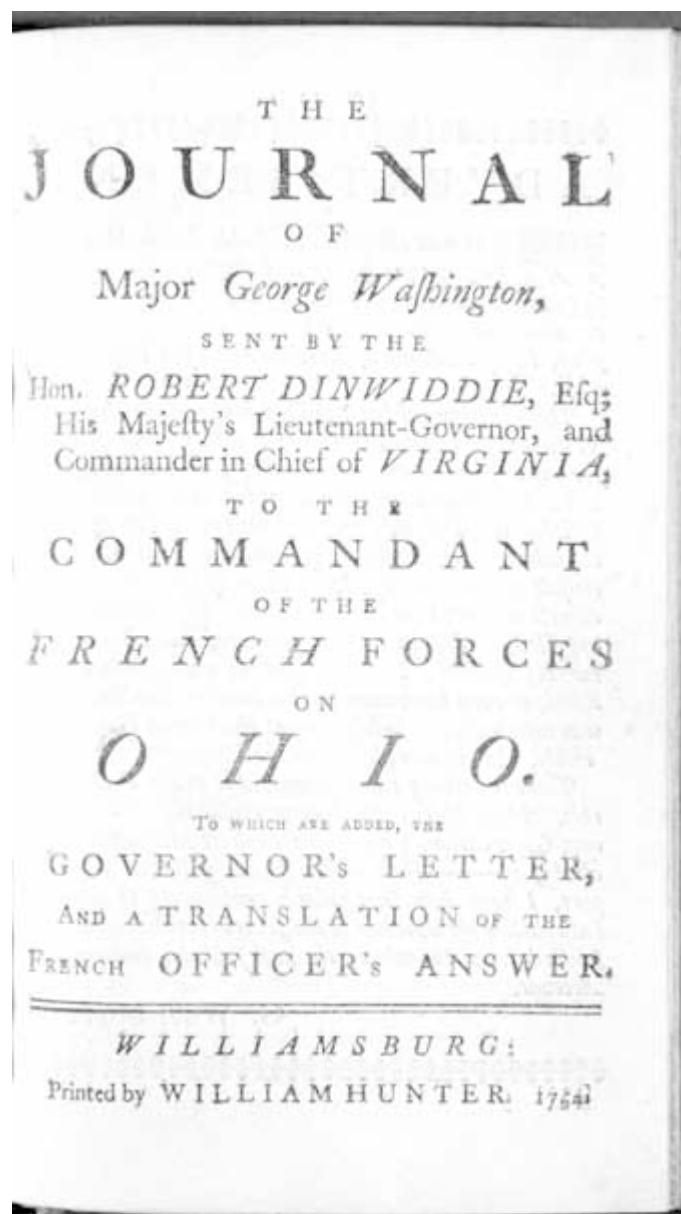 THE
JOURNAL
OF
Major George Waſhington,
SENT BY THE
Hon. ROBERT DINWIDDIE, Eſq;
His Majeſty's Lieutenant-Governor, and
Commander in Chief of VIRGINIA,
TO THE
COMMANDANT
OF THE
FRENCH FORCES
ON
OHIO.
TO WHICH ARE ADDED, THE
GOVERNOR's LETTER,
AND A TRANSLATION OF THE
FRENCH OFFICER's ANSWER.
WILLIAMSBURG:
Printed by WILLIAM HUNTER. 1754.